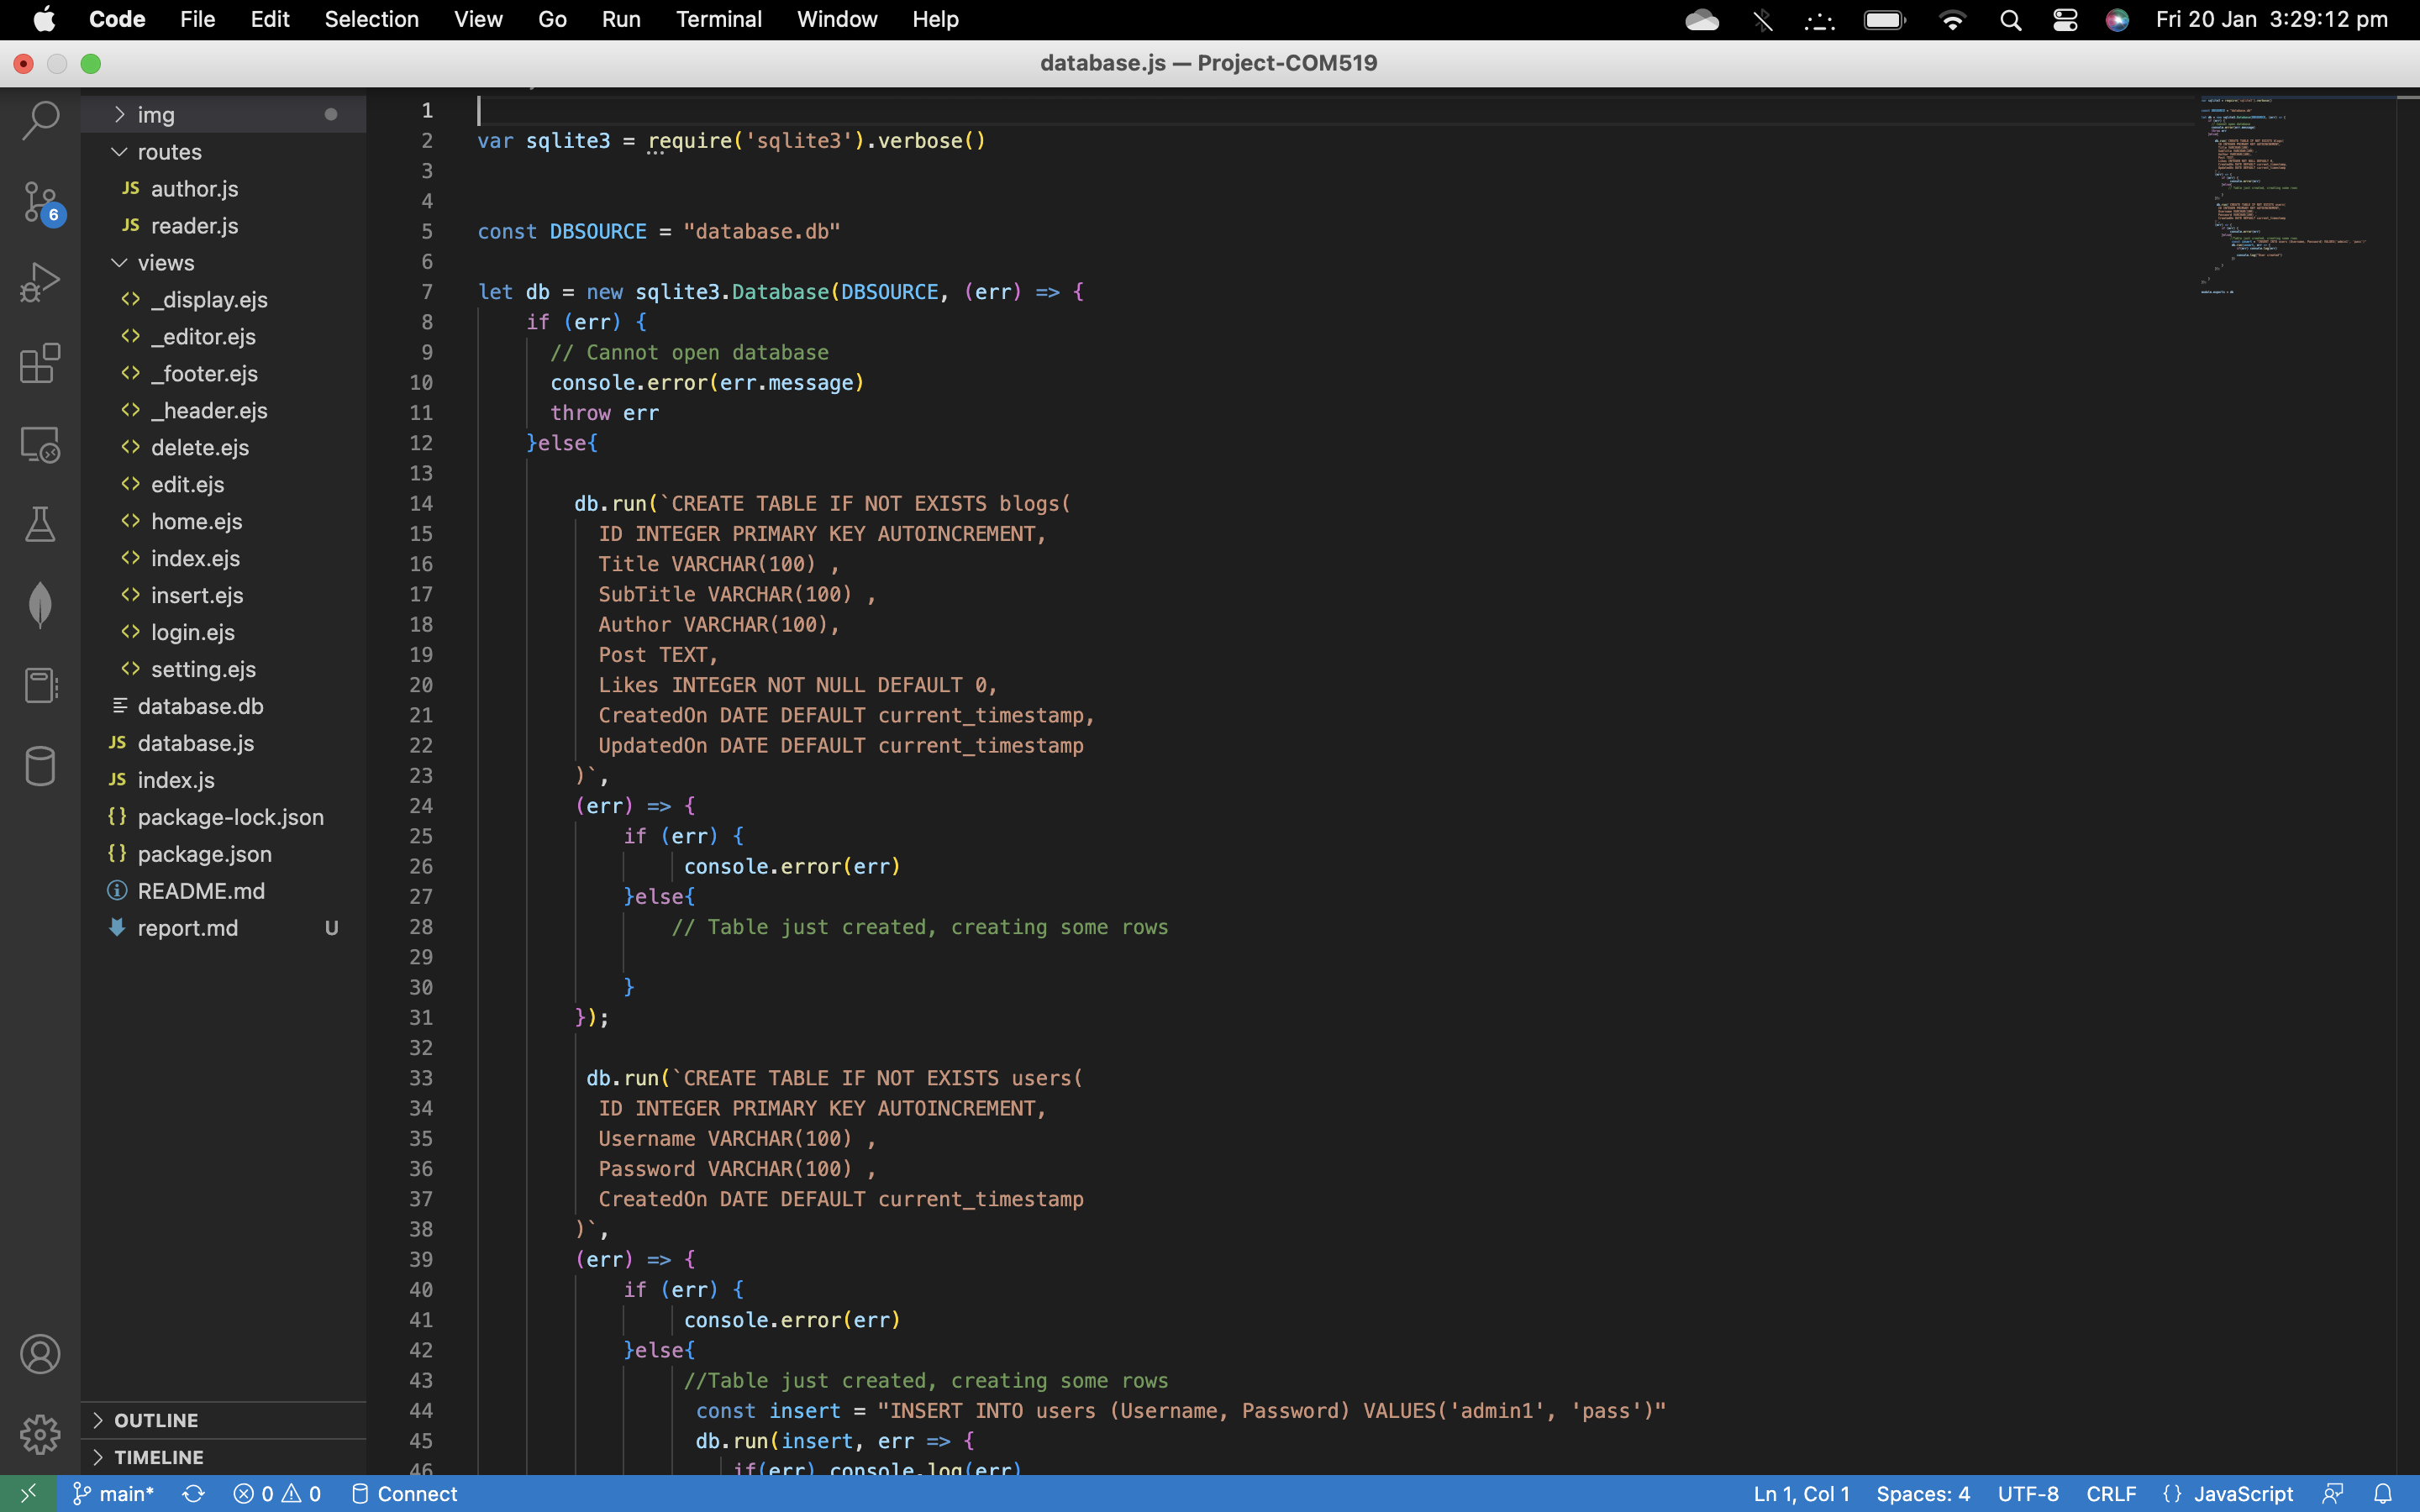 Code File Edit Selection View Go Run Terminal Window Help Fri 20 Jan 3:29:12 pm
database.js — Project-COM519
img
routes
JS author.js
JS reader.js
views
<> _display.ejs
<> _editor.ejs
<> _footer.ejs
<> _header.ejs
<> delete.ejs
<> edit.ejs
<> home.ejs
<> index.ejs
<> insert.ejs
<> login.ejs
<> setting.ejs
database.db
JS database.js
JS index.js
{} package-lock.json
{} package.json
README.md
report.md U
OUTLINE
TIMELINE
6
1
2 var sqlite3 = require('sqlite3').verbose()
3
4
5 const DBSOURCE = "database.db"
6
7 let db = new sqlite3.Database(DBSOURCE, (err) => {
8 if (err) {
9 // Cannot open database
10 console.error(err.message)
11 throw err
12 }else{
13
14 db.run(`CREATE TABLE IF NOT EXISTS blogs(
15 ID INTEGER PRIMARY KEY AUTOINCREMENT,
16 Title VARCHAR(100) ,
17 SubTitle VARCHAR(100) ,
18 Author VARCHAR(100),
19 Post TEXT,
20 Likes INTEGER NOT NULL DEFAULT 0,
21 CreatedOn DATE DEFAULT current_timestamp,
22 UpdatedOn DATE DEFAULT current_timestamp
23 )`,
24 (err) => {
25 if (err) {
26 console.error(err)
27 }else{
28 // Table just created, creating some rows
29
30 }
31 });
32
33 db.run(`CREATE TABLE IF NOT EXISTS users(
34 ID INTEGER PRIMARY KEY AUTOINCREMENT,
35 Username VARCHAR(100) ,
36 Password VARCHAR(100) ,
37 CreatedOn DATE DEFAULT current_timestamp
38 )`,
39 (err) => {
40 if (err) {
41 console.error(err)
42 }else{
43 //Table just created, creating some rows
44 const insert = "INSERT INTO users (Username, Password) VALUES('admin1', 'pass')"
45 db.run(insert, err => {
46 if(err) console.log(err)
main* 0 0 Connect Ln 1, Col 1 Spaces: 4 UTF-8 CRLF {} JavaScript